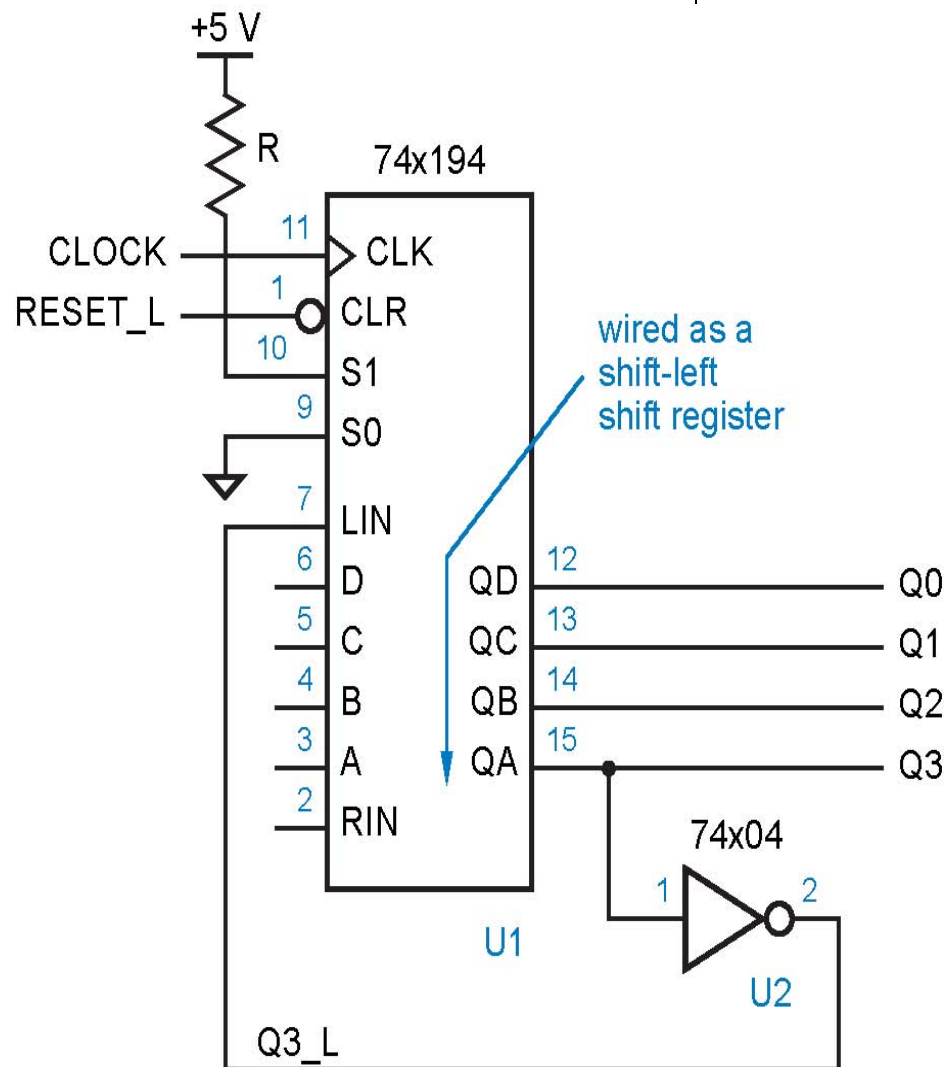 +5 V
R
74x194
CLOCK
11
CLK
RESET_L
1
CLR
10
S1
9
S0
wired as a
shift-left
shift register
7
LIN
6
D
QD
12
Q0
5
C
QC
13
Q1
4
B
QB
14
Q2
3
A
QA
15
Q3
2
RIN
74x04
1
2
U1
U2
Q3_L